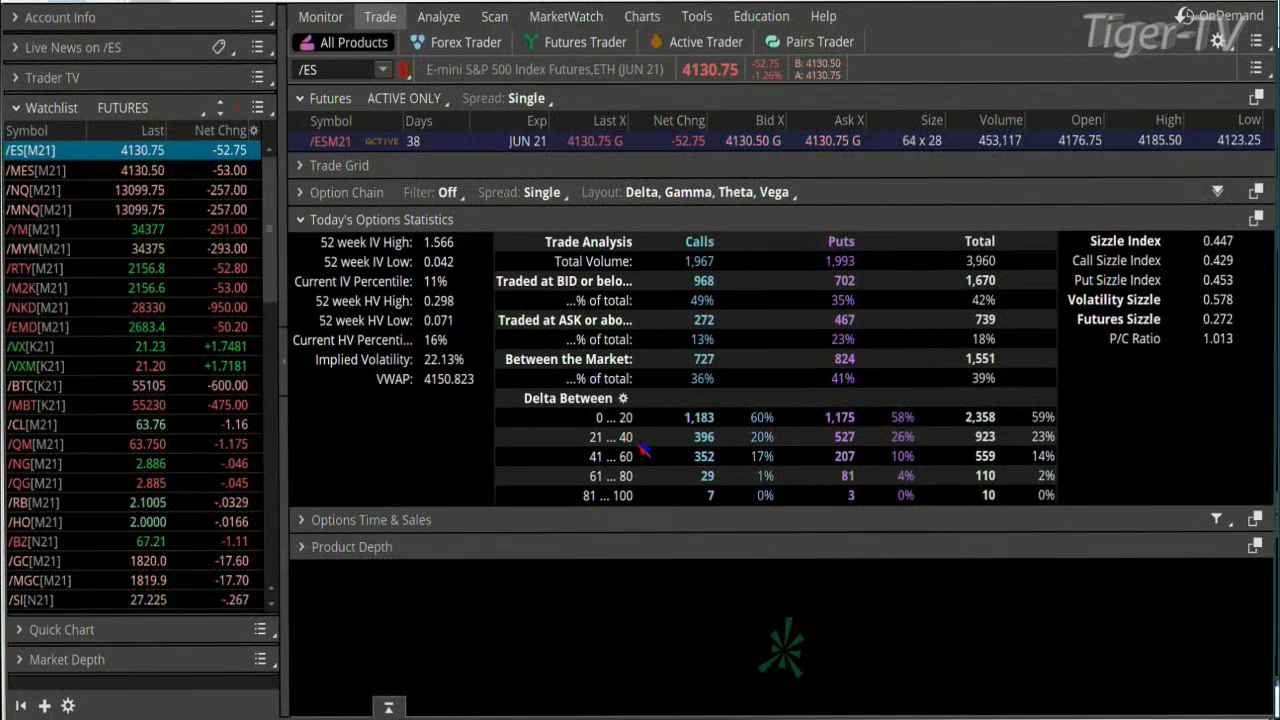 Account Info
Live News on /ES
Trader TV
Watchlist FUTURES
Symbol Last Net Chng
/ES[M21] 4130.75 -52.75
/MES[M21] 4130.50 -53.00
/NQ[M21] 13099.75 -257.00
/MNQ[M21] 13099.75 -257.00
/YM[M21] 34377 -291.00
/MYM[M21] 34375 -293.00
/RTY[M21] 2156.8 -52.80
/M2K[M21] 2156.6 -53.00
/NKD[M21] 28330 -950.00
/EMD[M21] 2683.4 -50.20
/VX[K21] 21.23 +1.7481
/VXM[K21] 21.20 +1.7181
/BTC[K21] 55105 -600.00
/MBT[K21] 55230 -475.00
/CL[M21] 63.76 -1.16
/QM[M21] 63.750 -1.175
/NG[M21] 2.886 -.046
/QG[M21] 2.885 -.045
/RB[M21] 2.1005 -.0329
/HO[M21] 2.0000 -.0166
/BZ[N21] 67.21 -1.11
/GC[M21] 1820.0 -17.60
/MGC[M21] 1819.9 -17.70
/SI[N21] 27.225 -.267
Quick Chart
Market Depth
Monitor Trade Analyze Scan MarketWatch Charts Tools Education Help
OnDemand
Tiger-TV
All Products Forex Trader Futures Trader Active Trader Pairs Trader
/ES E-mini S&P 500 Index Futures,ETH (JUN 21) 4130.75 -52.75 B: 4130.50
-1.26% A: 4130.75
Futures ACTIVE ONLY Spread: Single
Symbol Days Exp Last X Net Chng Bid X Ask X Size Volume Open High Low
/ESM21 ACTIVE 38 JUN 21 4130.75 G -52.75 4130.50 G 4130.75 G 64 x 28 453,117 4176.75 4185.50 4123.25
Trade Grid
Option Chain Filter: Off Spread: Single Layout: Delta, Gamma, Theta, Vega
Today's Options Statistics
52 week IV High: 1.566
52 week IV Low: 0.042
Current IV Percenti... 11%
52 week HV High: 0.298
52 week HV Low: 0.071
Current HV Percenti... 16%
Implied Volatility: 22.13%
VWAP: 4150.823
Trade Analysis Calls Puts Total
Total Volume: 1,967 1,993 3,960
Traded at BID or belo... 968 702 1,670
...% of total: 49% 35% 42%
Traded at ASK or abo... 272 467 739
...% of total: 13% 23% 18%
Between the Market: 727 824 1,551
...% of total: 36% 41% 39%
Delta Between
0 ... 20 1,183 60% 1,175 58% 2,358 59%
21 ... 40 396 20% 527 26% 923 23%
41 ... 60 352 17% 207 10% 559 14%
61 ... 80 29 1% 81 4% 110 2%
81 ... 100 7 0% 3 0% 10 0%
Sizzle Index 0.447
Call Sizzle Index 0.429
Put Sizzle Index 0.453
Volatility Sizzle 0.578
Futures Sizzle 0.272
P/C Ratio 1.013
Options Time & Sales
Product Depth